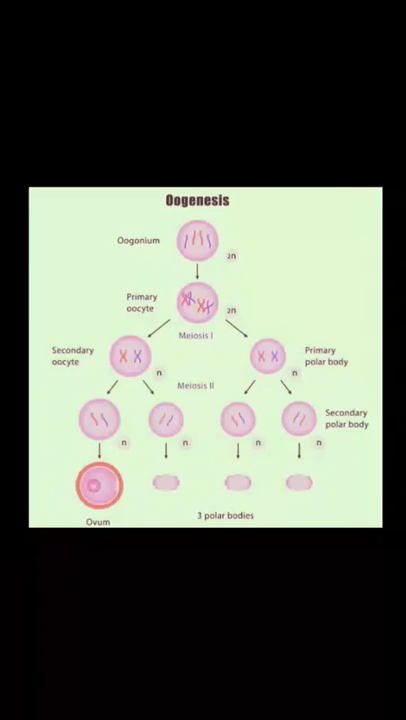 Oogenesis
Oogonium
2n
Primary
oocyte
2n
Meiosis I
Secondary
oocyte
n
Primary
polar body
n
Meiosis II
Secondary
polar body
n
n
n
n
Ovum
3 polar bodies